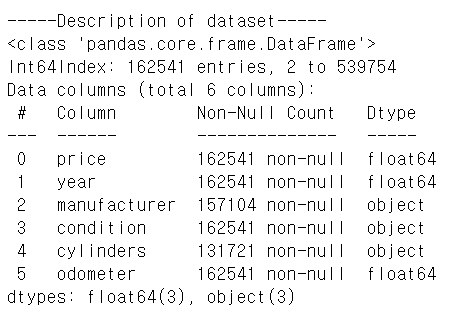 -----Description of dataset-----
<class 'pandas.core.frame.DataFrame'>
Int64Index: 162541 entries, 2 to 539754
Data columns (total 6 columns):
 #   Column        Non-Null Count   Dtype
---  ------        --------------   -----
 0   price         162541 non-null  float64
 1   year          162541 non-null  float64
 2   manufacturer  157104 non-null  object
 3   condition     162541 non-null  object
 4   cylinders     131721 non-null  object
 5   odometer      162541 non-null  float64
dtypes: float64(3), object(3)